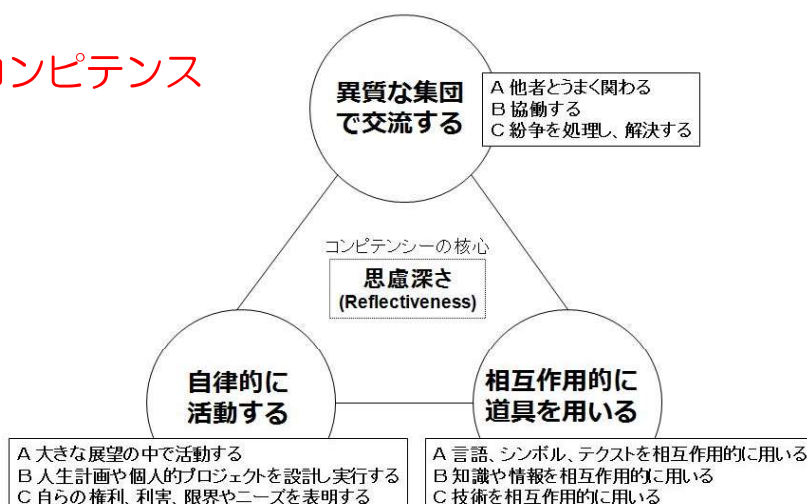 コンピテンス
異質な集団
で交流する
A 他者とうまく関わる
B 協働する
C 紛争を処理し、解決する
コンピテンシーの核心
思慮深さ
(Reflectiveness)
自律的に
活動する
A 大きな展望の中で活動する
B 人生計画や個人的プロジェクトを設計し実行する
C 自らの権利、利害、限界やニーズを表明する
相互作用的に
道具を用いる
A 言語、シンボル、テクストを相互作用的に用いる
B 知識や情報を相互作用的に用いる
C 技術を相互作用的に用いる